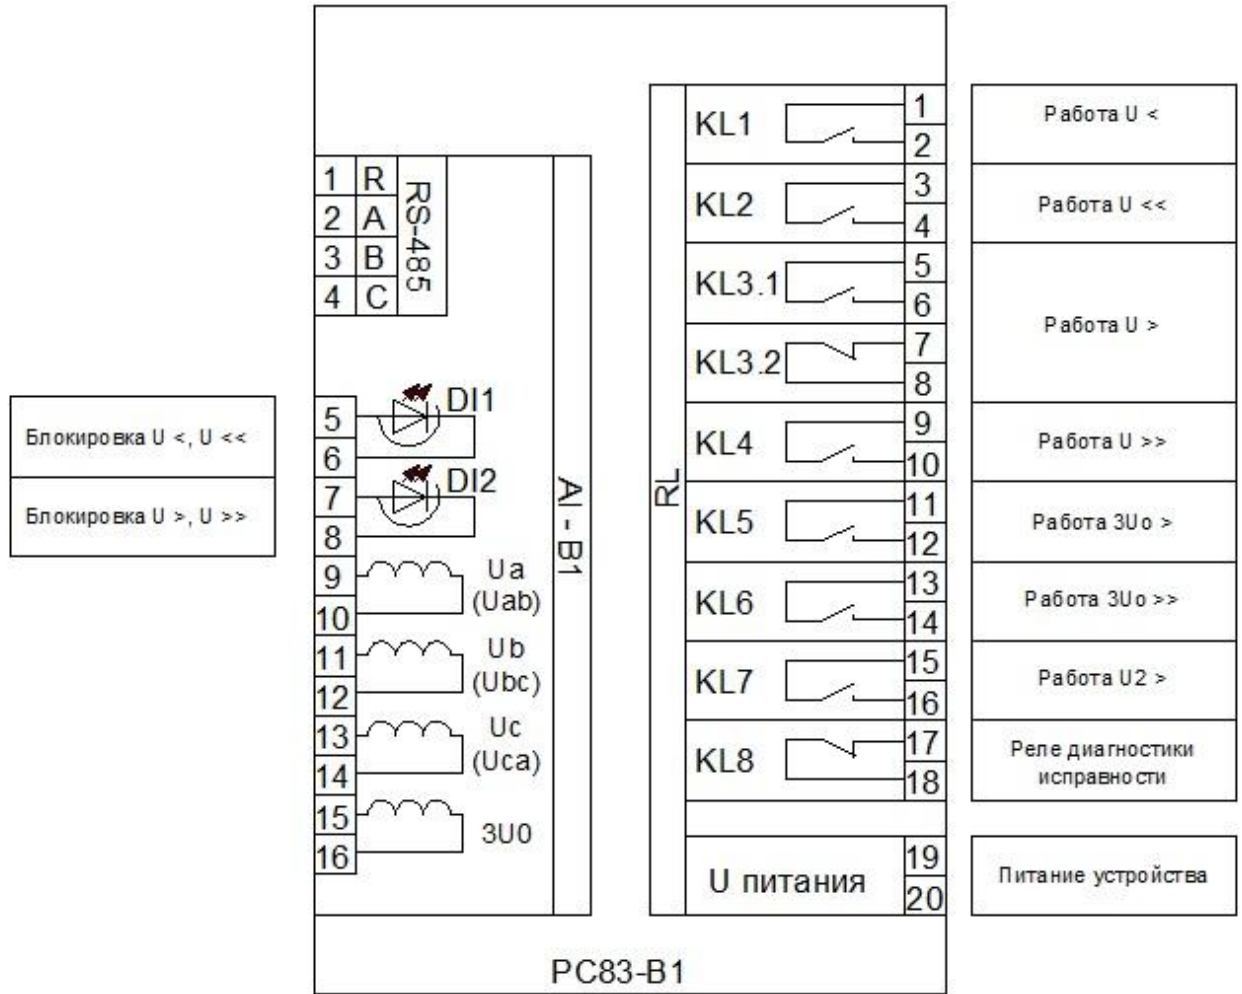 Блокировка U <, U <<
Блокировка U >, U >>
1 R
2 A
3 B
4 C
RS-485
5
6
7
8
9
10
11
12
13
14
15
16
DI1
DI2
Ua
(Uab)
Ub
(Ubc)
Uc
(Uca)
3U0
AI - B1
RL
KL1
KL2
KL3.1
KL3.2
KL4
KL5
KL6
KL7
KL8
U питания
1
2
3
4
5
6
7
8
9
10
11
12
13
14
15
16
17
18
19
20
Работа U <
Работа U <<
Работа U >
Работа U >>
Работа 3Uo >
Работа 3Uo >>
Работа U2 >
Реле диагностики
исправности
Питание устройства
РС83-В1